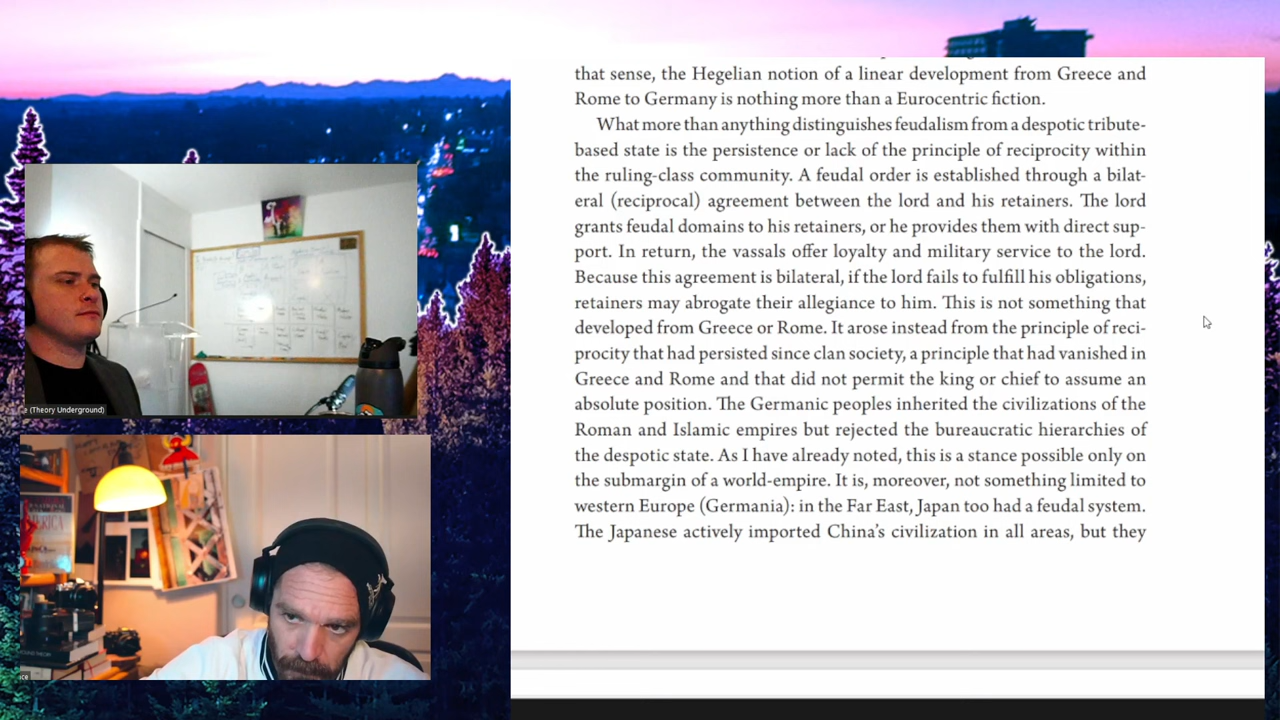 that sense, the Hegelian notion of a linear development from Greece and
Rome to Germany is nothing more than a Eurocentric fiction.
What more than anything distinguishes feudalism from a despotic tribute-
based state is the persistence or lack of the principle of reciprocity within
the ruling-class community. A feudal order is established through a bilat-
eral (reciprocal) agreement between the lord and his retainers. The lord
grants feudal domains to his retainers, or he provides them with direct sup-
port. In return, the vassals offer loyalty and military service to the lord.
Because this agreement is bilateral, if the lord fails to fulfill his obligations,
retainers may abrogate their allegiance to him. This is not something that
developed from Greece or Rome. It arose instead from the principle of reci-
procity that had persisted since clan society, a principle that had vanished in
Greece and Rome and that did not permit the king or chief to assume an
absolute position. The Germanic peoples inherited the civilizations of the
Roman and Islamic empires but rejected the bureaucratic hierarchies of
the despotic state. As I have already noted, this is a stance possible only on
the submargin of a world-empire. It is, moreover, not something limited to
western Europe (Germania): in the Far East, Japan too had a feudal system.
The Japanese actively imported China's civilization in all areas, but they
(Theory Underground)